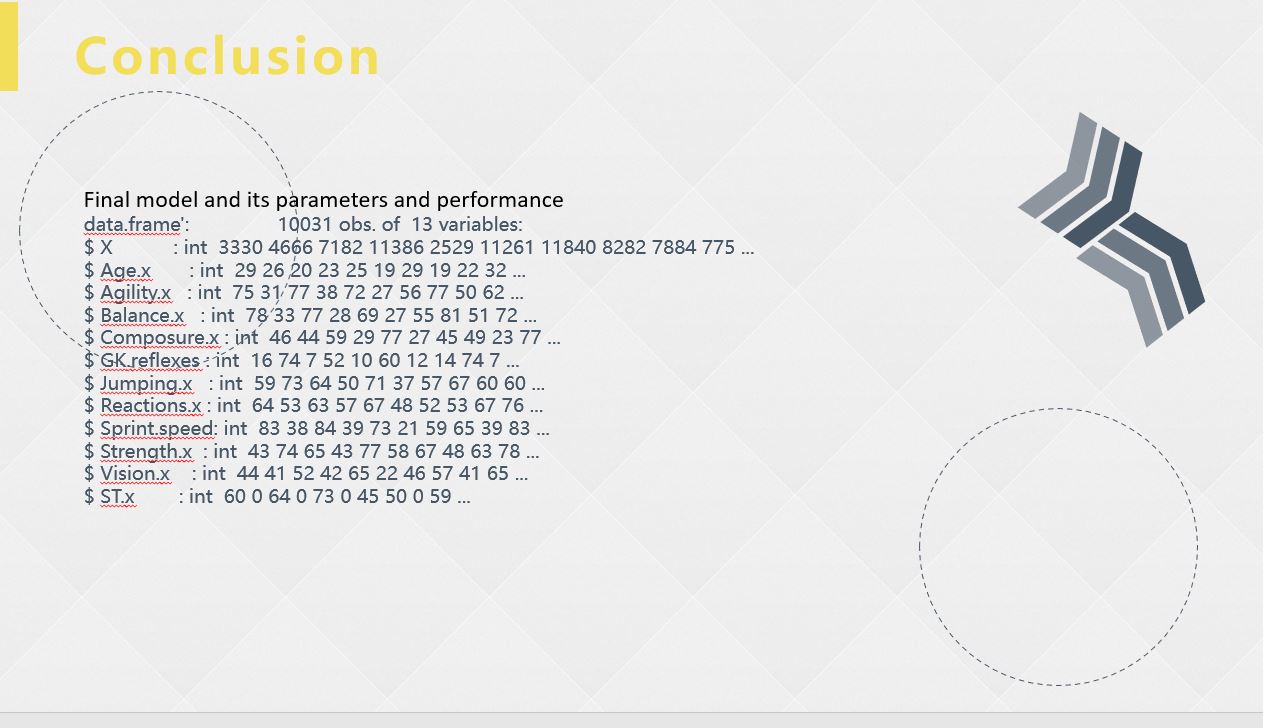 Conclusion
Final model and its parameters and performance
data.frame': 10031 obs. of 13 variables:
$ X : int 3330 4666 7182 11386 2529 11261 11840 8282 7884 775 ...
$ Age.x : int 29 26 20 23 25 19 29 19 22 32 ...
$ Agility.x : int 75 31 77 38 72 27 56 77 50 62 ...
$ Balance.x : int 78 33 77 28 69 27 55 81 51 72 ...
$ Composure.x : int 46 44 59 29 77 27 45 49 23 77 ...
$ GK.reflexes : int 16 74 7 52 10 60 12 14 74 7 ...
$ Jumping.x : int 59 73 64 50 71 37 57 67 60 60 ...
$ Reactions.x : int 64 53 63 57 67 48 52 53 67 76 ...
$ Sprint.speed: int 83 38 84 39 73 21 59 65 39 83 ...
$ Strength.x : int 43 74 65 43 77 58 67 48 63 78 ...
$ Vision.x : int 44 41 52 42 65 22 46 57 41 65 ...
$ ST.x : int 60 0 64 0 73 0 45 50 0 59 ...